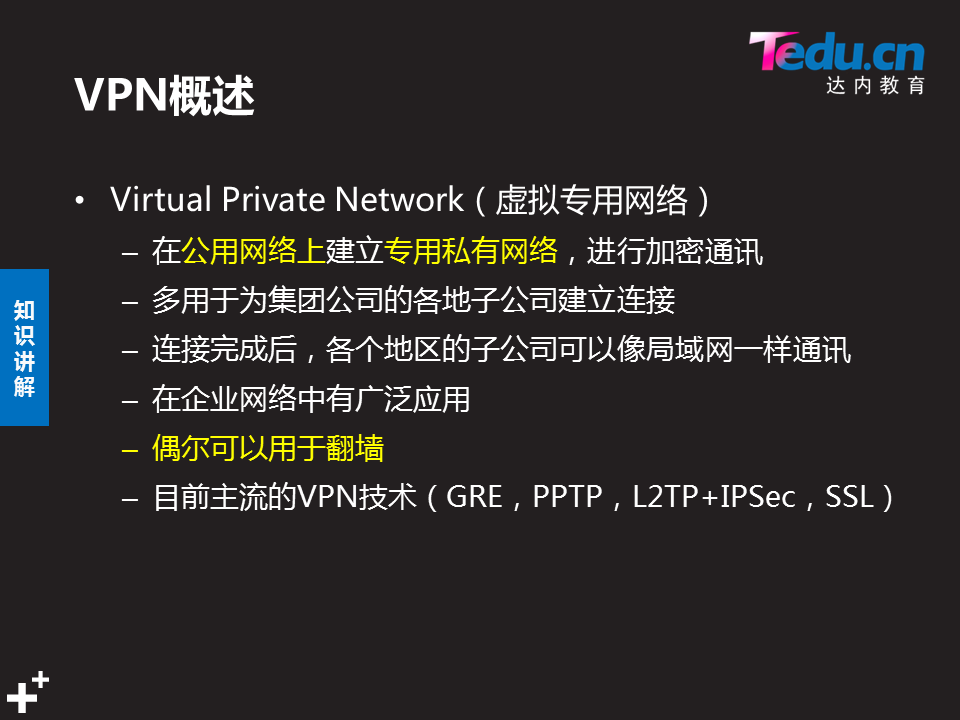 Tedu.cn
达内教育
VPN概述
• Virtual Private Network（虚拟专用网络）
– 在公用网络上建立专用私有网络，进行加密通讯
– 多用于为集团公司的各地子公司建立连接
– 连接完成后，各个地区的子公司可以像局域网一样通讯
– 在企业网络中有广泛应用
– 偶尔可以用于翻墙
– 目前主流的VPN技术（GRE，PPTP，L2TP+IPSec，SSL）
知识讲解